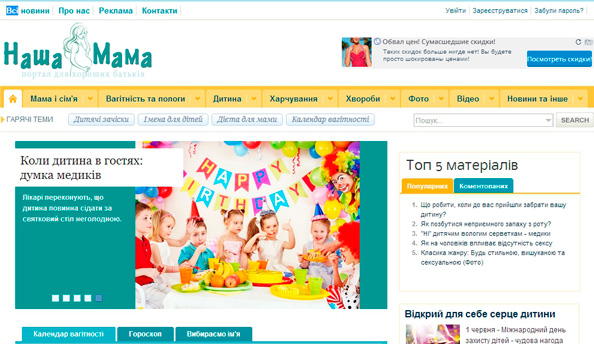 Всі новини Про нас Реклама Контакти
Увійти Зареєструватися Забули пароль?
Наша Мама
портал для хороших батьків
Обвал цен! Сумасшедшие скидки!
Таких скидок больше нигде нет! Вы будете
просто шокированы ценами!
Посмотреть скидки!
Мама і сім'я Вагітність та пологи Дитина Харчування Хвороби Фото Відео Новини та інше
ГАРЯЧІ ТЕМИ Дитячі зачіски Імена для дітей Дієта для мами Календар вагітності
Пошук... SEARCH
Коли дитина в гостях:
думка медиків
Лікарі переконують, що
дитина повинна сідати за
святковий стіл неголодною.
HAPPY
BIRTHDAY!
Топ 5 матеріалів
Популярних Коментованих
1. Що робити, коли до вас прийшли забрати вашу
дитину?
2. Як позбутися неприємного запаху з роту?
3. "Ні" дитячим вологим серветкам - медики
4. Як на чоловіків впливає відсутність сексу
5. Класика жанру: Будь стильною, вишуканою та
сексуальною (Фото)
Відкрий для себе серце дитини
1 червня - Міжнародний день
захисту дітей - чудова нагода
Календар вагітності Гороскоп Вибираємо ім'я